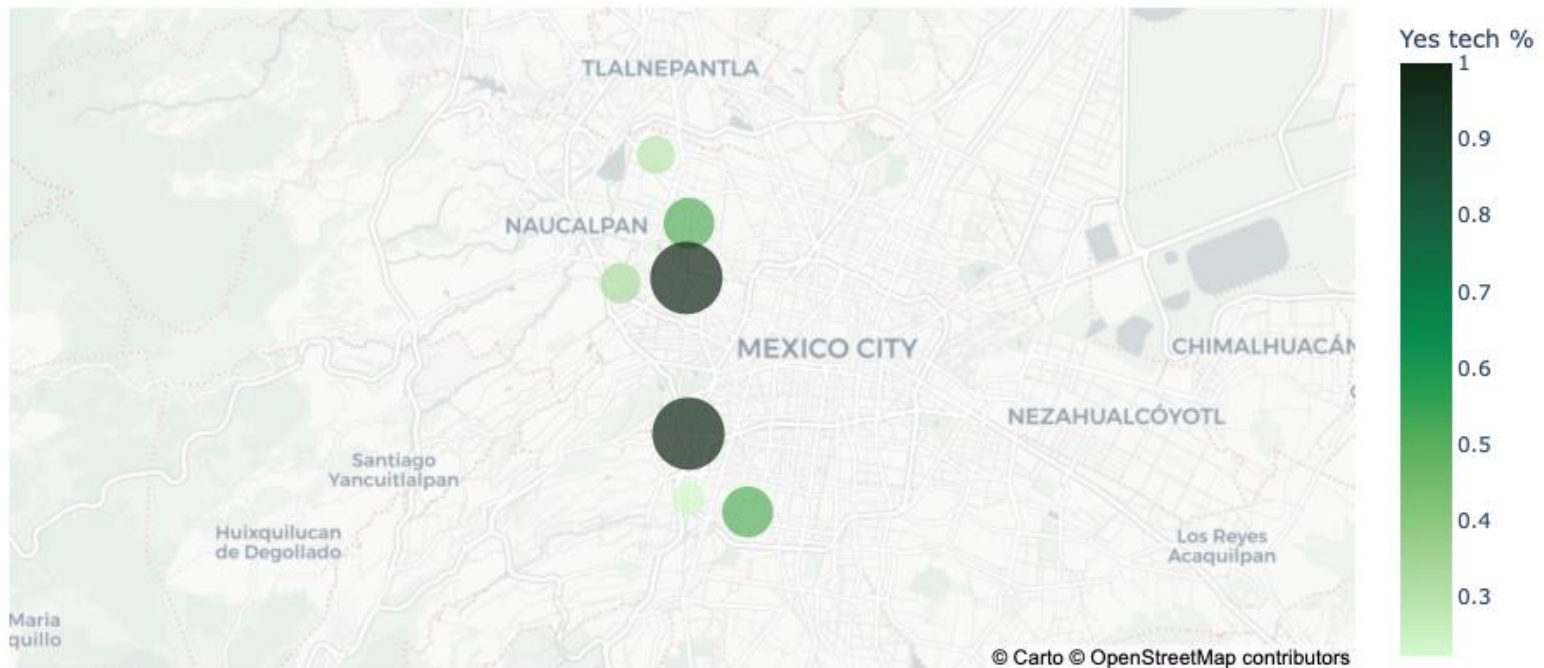 Yes tech %
TLALNEPANTLA
NAUCALPAN
MEXICO CITY
CHIMALHUACÁN
NEZAHUALCÓYOTL
Santiago
Yancuitlalpan
Huixquilucan
de Degollado
Los Reyes
Acaquilpan
Maria
quillo
© Carto © OpenStreetMap contributors
1
0.9
0.8
0.7
0.6
0.5
0.4
0.3